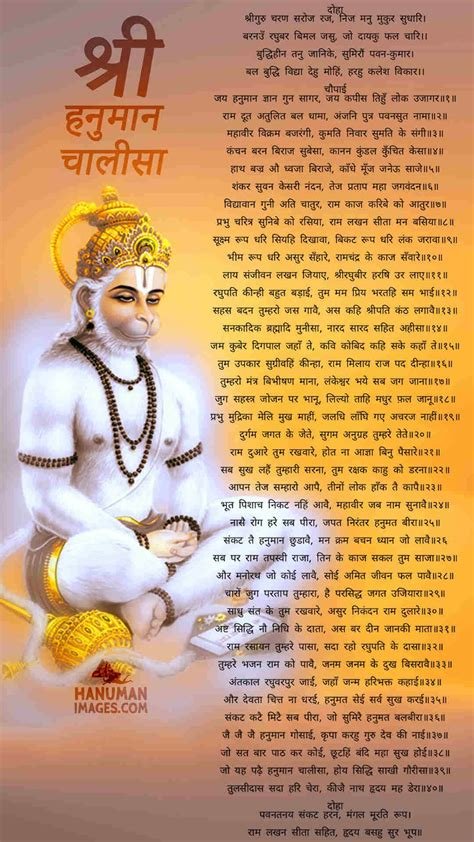 श्री
हनुमान
चालीसा
दोहा
श्रीगुरु चरण सरोज रज, निज मनु मुकुर सुधारि।
बरनउँ रघुबर बिमल जसु, जो दायकु फल चारि।।
बुद्धिहीन तनु जानिके, सुमिरौं पवन-कुमार।
बल बुद्धि विद्या देहु मोहिं, हरहु कलेश विकार।।
चौपाई
जय हनुमान ज्ञान गुन सागर, जय कपीस तिहुँ लोक उजागर॥१॥
राम दूत अतुलित बल धामा, अंजनि पुत्र पवनसुत नामा॥२॥
महावीर विक्रम बजरंगी, कुमति निवार सुमति के संगी॥३॥
कंचन बरन बिराज सुबेसा, कानन कुंडल कुँचित केसा॥४॥
हाथ बज्र औ ध्वजा बिराजे, काँधे मूँज जनेऊ साजे॥५॥
शंकर सुवन केसरी नंदन, तेज प्रताप महा जगवंदन॥६॥
विद्यावान गुनी अति चातुर, राम काज करिबे को आतुर॥७॥
प्रभु चरित्र सुनिबे को रसिया, राम लखन सीता मन बसिया॥८॥
सूक्ष्म रूप धरि सियहि दिखावा, बिकट रूप धरि लंक जरावा॥९॥
भीम रूप धरि असुर सँहारे, रामचंद्र के काज सँवारे॥१०॥
लाय संजीवन लखन जियाए, श्रीरघुबीर हरषि उर लाए॥११॥
रघुपति कीन्ही बहुत बड़ाई, तुम मम प्रिय भरतहि सम भाई॥१२॥
सहस बदन तुम्हरो जस गावै, अस कहि श्रीपति कंठ लगावै॥१३॥
सनकादिक ब्रह्मादि मुनीसा, नारद सारद सहित अहीसा॥१४॥
जम कुबेर दिगपाल जहाँ ते, कवि कोबिद कहि सके कहाँ ते॥१५॥
तुम उपकार सुग्रीवहिं कीन्हा, राम मिलाय राज पद दीन्हा॥१६॥
तुम्हरो मंत्र बिभीषण माना, लंकेश्वर भये सब जग जाना॥१७॥
जुग सहस्त्र जोजन पर भानू, लिल्यो ताहि मधुर फ़ल जानू॥१८॥
प्रभु मुद्रिका मेलि मुख माही, जलधि लाँघि गए अचरज नाहीं॥१९॥
दुर्गम काज जगत के जेते, सुगम अनुग्रह तुम्हरे तेते॥२०॥
राम दुआरे तुम रखवारे, होत ना आज्ञा बिनु पैसारे॥२१॥
सब सुख लहैं तुम्हारी सरना, तुम रक्षक काहु को डरना॥२२॥
आपन तेज सम्हारो आपै, तीनों लोक हाँक तै काँपै॥२३॥
भूत पिशाच निकट नहिं आवै, महावीर जब नाम सुनावै॥२४॥
नासै रोग हरे सब पीरा, जपत निरंतर हनुमत बीरा॥२५॥
संकट तै हनुमान छुडावै, मन क्रम बचन ध्यान जो लावै॥२६॥
सब पर राम तपस्वी राजा, तिन के काज सकल तुम साजा॥२७॥
और मनोरथ जो कोई लावै, सोई अमित जीवन फल पावै॥२८॥
चारों जुग परताप तुम्हारा, है परसिद्ध जगत उजियारा॥२९॥
साधु संत के तुम रखवारे, असुर निकंदन राम दुलारे॥३०॥
अष्ट सिद्धि नौ निधि के दाता, अस बर दीन जानकी माता॥३१॥
राम रसायन तुम्हरे पासा, सदा रहो रघुपति के दासा॥३२॥
तुम्हरे भजन राम को पावै, जनम जनम के दुख बिसरावै॥३३॥
अंतकाल रघुवरपुर जाई, जहाँ जन्म हरिभक्त कहाई॥३४॥
और देवता चित्त ना धरई, हनुमत सेई सर्व सुख करई॥३५॥
संकट कटै मिटै सब पीरा, जो सुमिरै हनुमत बलबीरा॥३६॥
जै जै जै हनुमान गोसाईं, कृपा करहु गुरु देव की नाई॥३७॥
जो सत बार पाठ कर कोई, छूटहिं बंदि महा सुख होई॥३८॥
जो यह पढ़े हनुमान चालीसा, होय सिद्धि साखी गौरीसा॥३९॥
तुलसीदास सदा हरि चेरा, कीजै नाथ हृदय मह डेरा॥४०॥
दोहा
पवनतनय संकट हरन, मंगल मूरति रूप।
राम लखन सीता सहित, हृदय बसहु सुर भूप॥
HANUMAN
IMAGES.COM